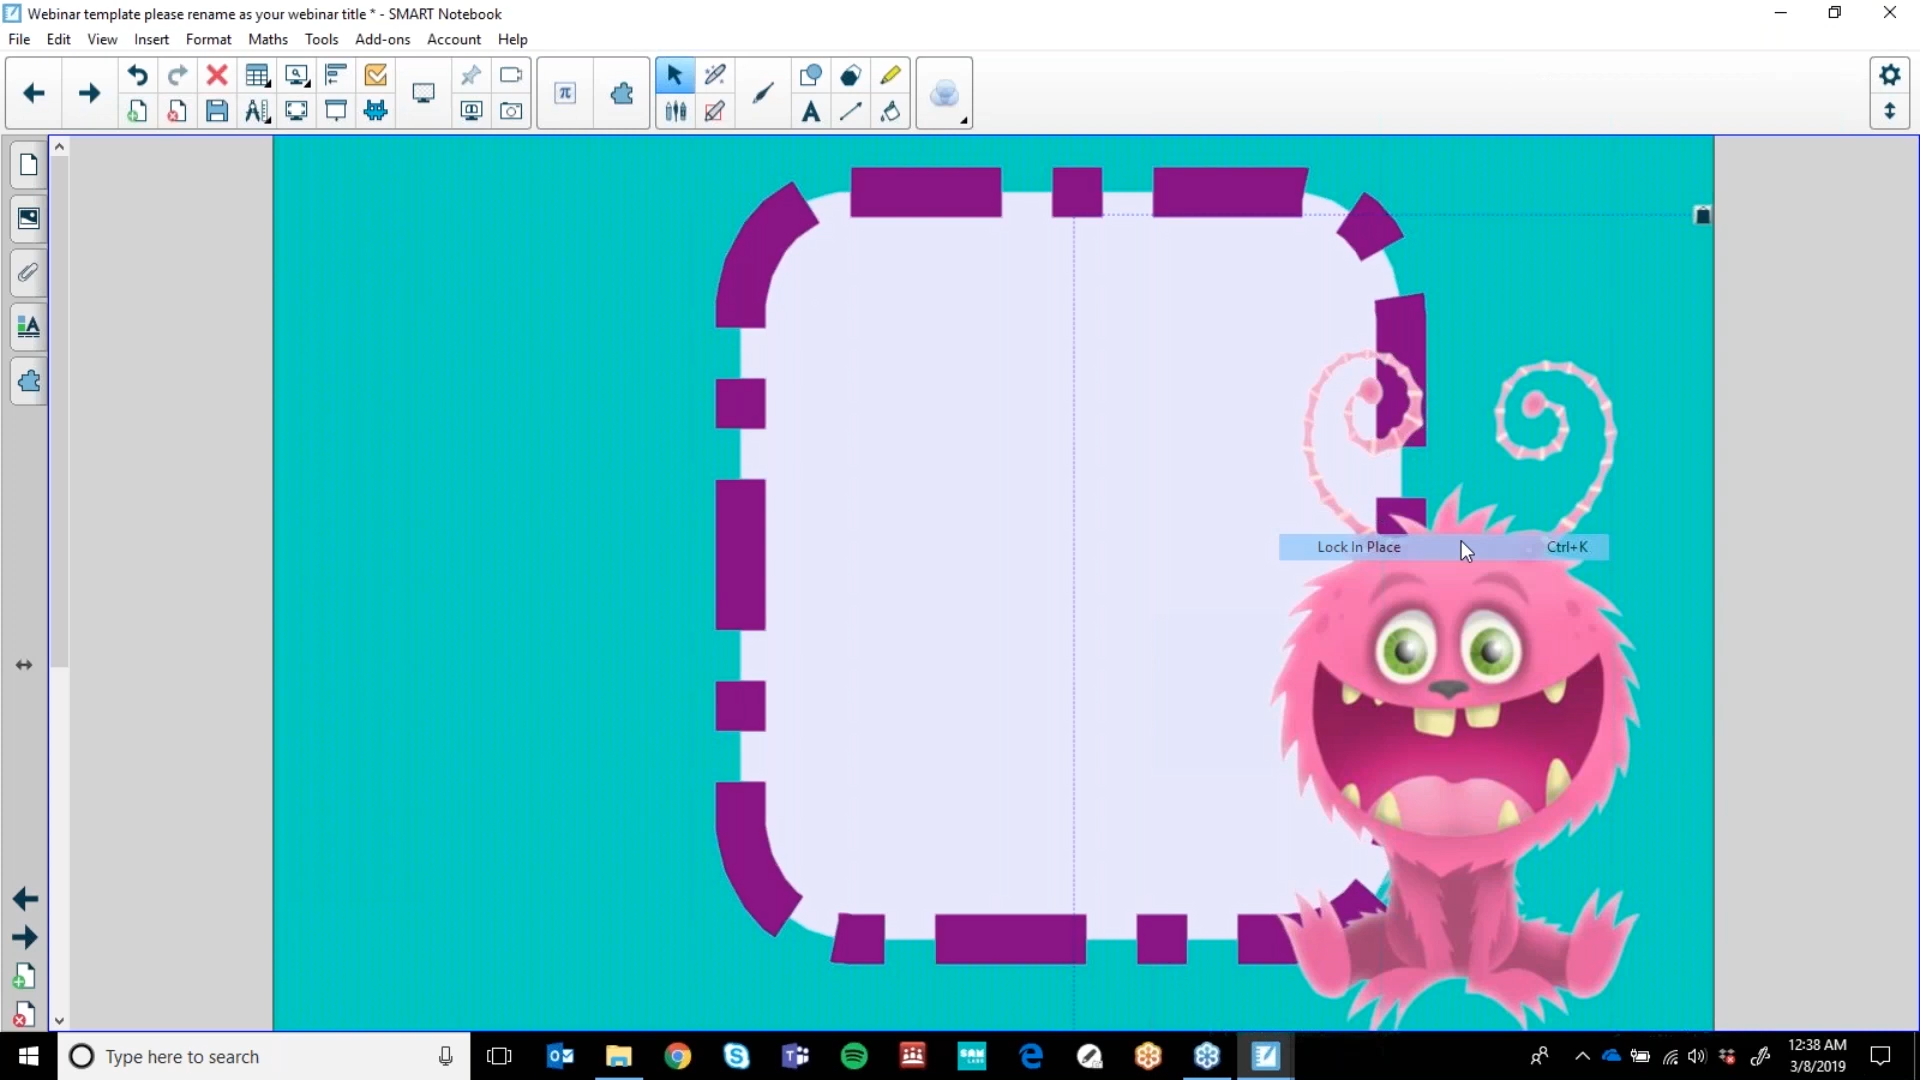 Webinar template please rename as your webinar title * - SMART Notebook
File Edit View Insert Format Maths Tools Add-ons Account Help
Lock In Place Ctrl+K
Type here to search
12:38 AM
3/8/2019